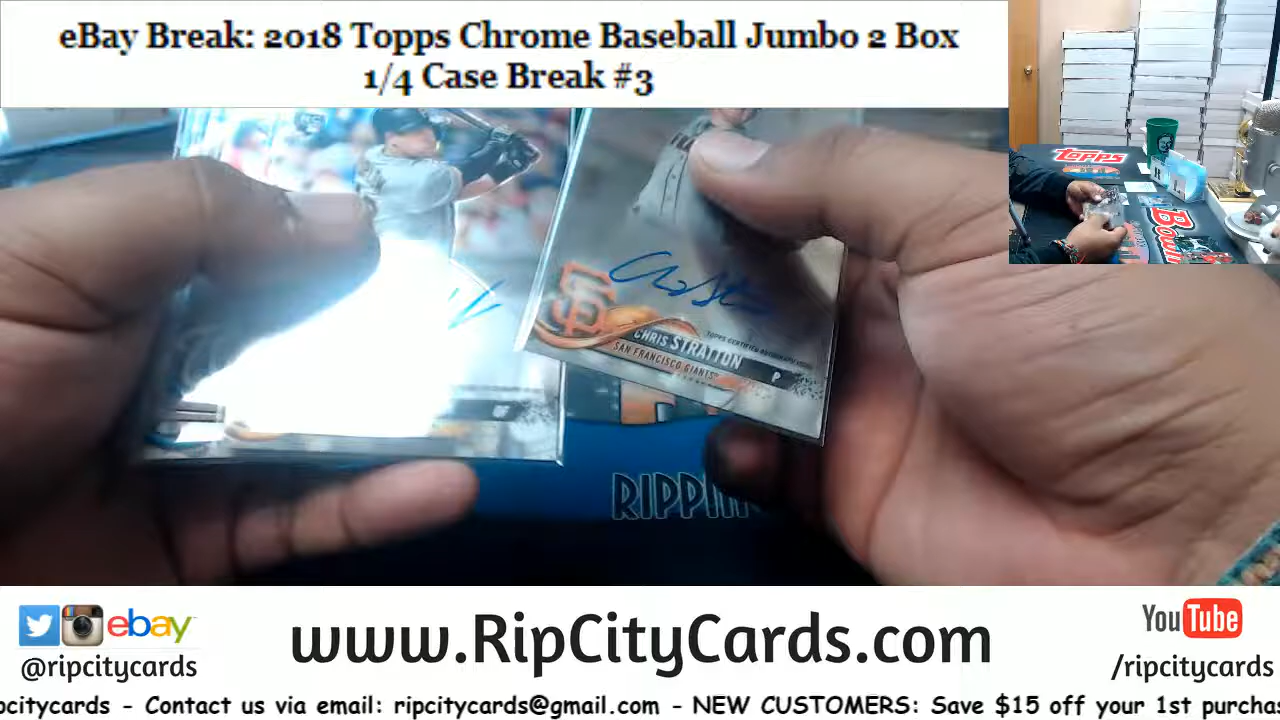 eBay Break: 2018 Topps Chrome Baseball Jumbo 2 Box
1/4 Case Break #3
Topps
SF
CHRIS STRATTON
SAN FRANCISCO GIANTS
P
TOPPS CERTIFIED AUTOGRAPH ISSUE
RIPPIN
ebay
@ripcitycards
www.RipCityCards.com
YouTube
/ripcitycards
pcitycards - Contact us via email: ripcitycards@gmail.com - NEW CUSTOMERS: Save $15 off your 1st purchas